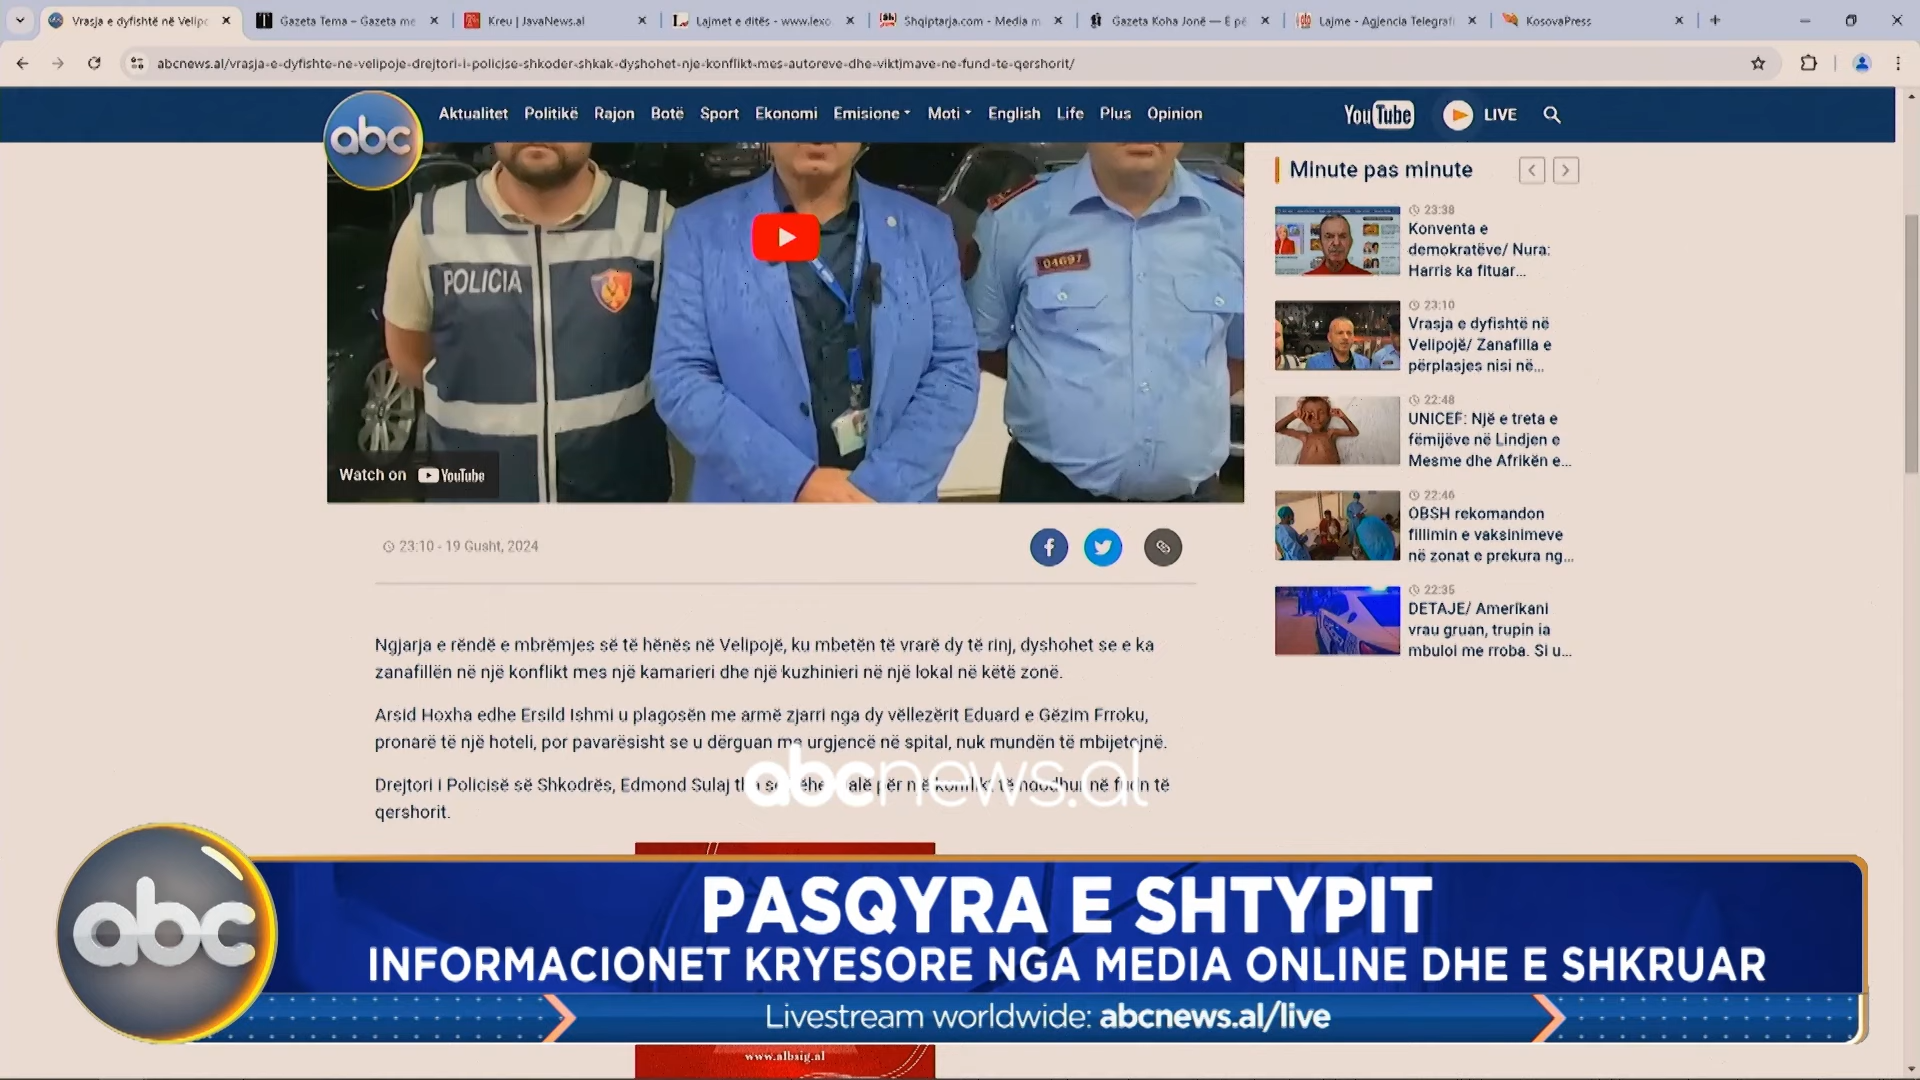 Vrasja e dyfishtë në Velipo
Gazeta Tema – Gazeta me
Kreu | JavaNews.al
Lajmet e ditës - www.lexo
Shqiptarja.com - Media m
Gazeta Koha Jonë — E pë
Lajme - Agjencia Telegrafi
KosovaPress
abcnews.al/vrasja-e-dyfishte-ne-velipoje-drejtori-i-policise-shkoder-shkak-dyshohet-nje-konflikt-mes-autoreve-dhe-viktimave-ne-fund-te-qershorit/
abc
Aktualitet Politikë Rajon Botë Sport Ekonomi Emisione Moti English Life Plus Opinion
YouTube
LIVE
POLICIA
04697
Watch on YouTube
Minute pas minute
23:38
Konventa e
demokratëve/ Nura:
Harris ka fituar...
23:10
Vrasja e dyfishtë në
Velipojë/ Zanafilla e
përplasjes nisi në...
22:48
UNICEF: Një e treta e
fëmijëve në Lindjen e
Mesme dhe Afrikën e...
22:46
OBSH rekomandon
fillimin e vaksinimeve
në zonat e prekura ng...
22:35
DETAJE/ Amerikani
vrau gruan, trupin ia
mbuloi me rroba. Si u...
23:10 - 19 Gusht, 2024
Ngjarja e rëndë e mbrëmjes së të hënës në Velipojë, ku mbetën të vrarë dy të rinj, dyshohet se e ka
zanafillën në një konflikt mes një kamarieri dhe një kuzhinieri në një lokal në këtë zonë.
Arsid Hoxha edhe Ersild Ishmi u plagosën me armë zjarri nga dy vëllezërit Eduard e Gëzim Frroku,
pronarë të një hoteli, por pavarësisht se u dërguan me urgjencë në spital, nuk mundën të mbijetojnë.
Drejtori i Policisë së Shkodrës, Edmond Sulaj për një konflikt të ndodhur në fund të
qershorit.
abcnews.al
abc
PASQYRA E SHTYPIT
INFORMACIONET KRYESORE NGA MEDIA ONLINE DHE E SHKRUAR
Livestream worldwide: abcnews.al/live
www.albsig.al